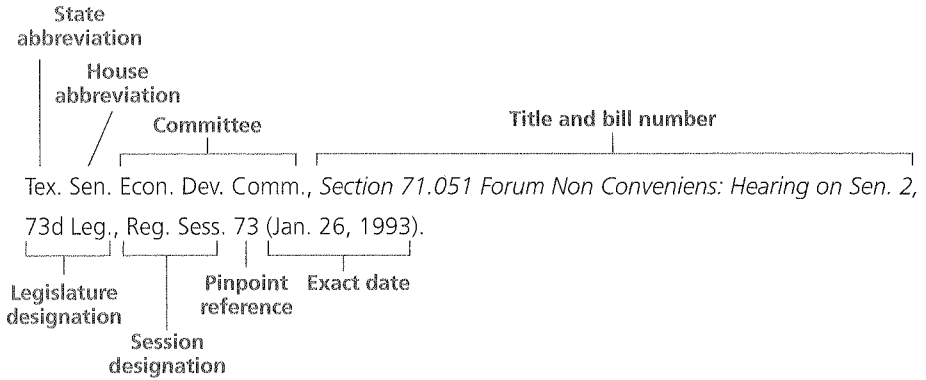 State
abbreviation
House
abbreviation
Committee
Title and bill number
Tex. Sen. Econ. Dev. Comm., Section 71.051 Forum Non Conveniens: Hearing on Sen. 2,
73d Leg., Reg. Sess. 73 (Jan. 26, 1993).
Legislature
designation
Session
designation
Pinpoint
reference
Exact date